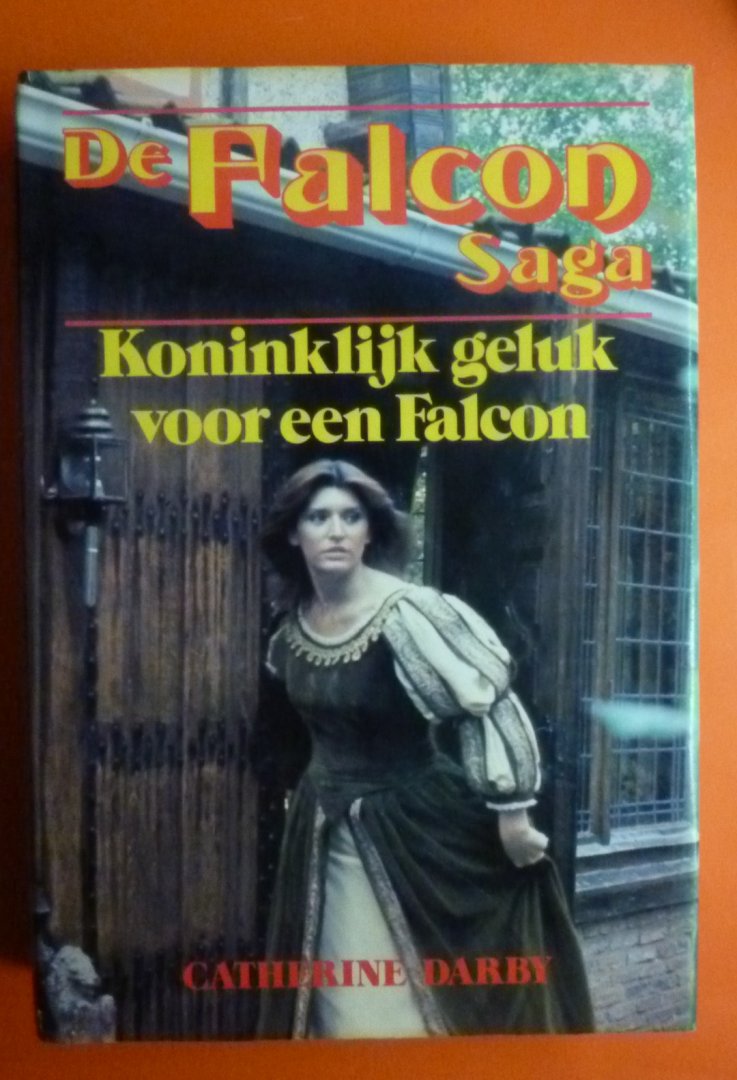 De Falcon
Saga
Koninklijk geluk
voor een Falcon
CATHERINE DARBY